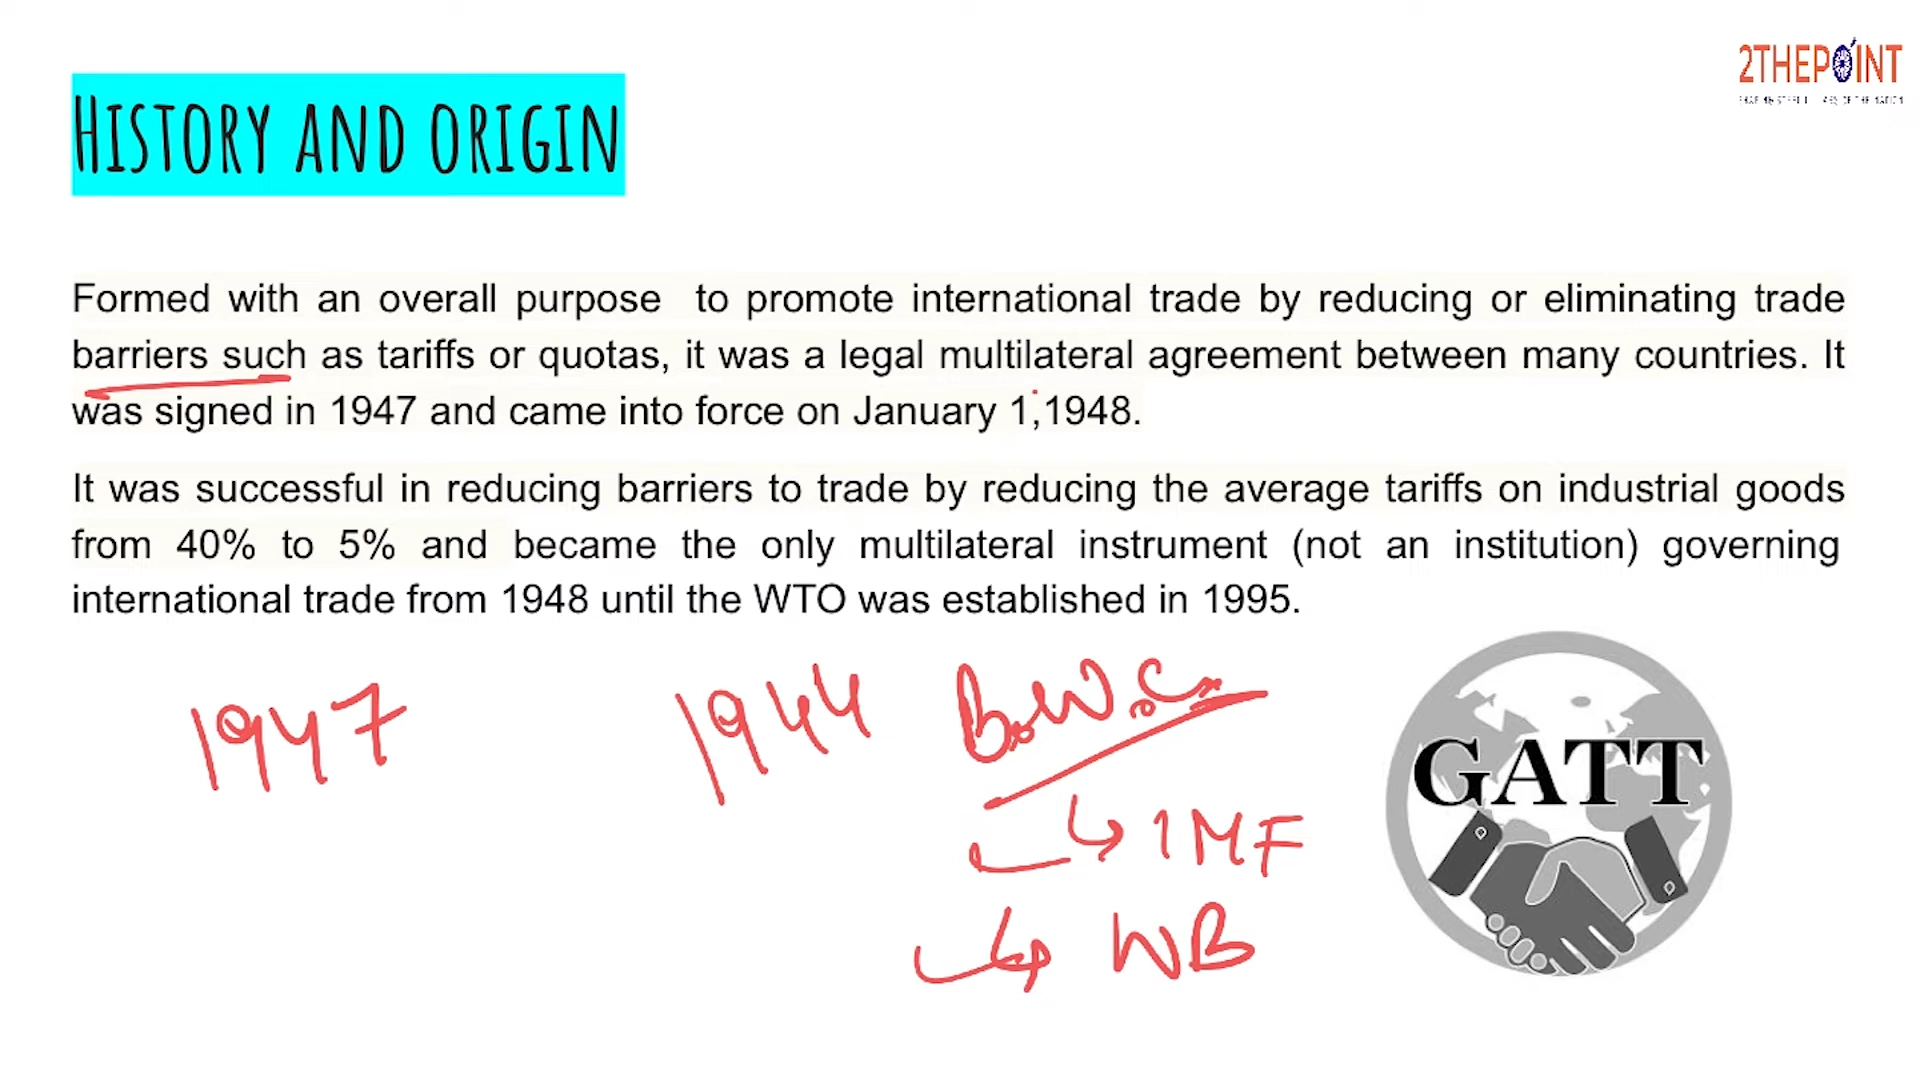 2THEPOINT
HISTORY AND ORIGIN
Formed with an overall purpose to promote international trade by reducing or eliminating trade
barriers such as tariffs or quotas, it was a legal multilateral agreement between many countries. It
was signed in 1947 and came into force on January 1,1948.
It was successful in reducing barriers to trade by reducing the average tariffs on industrial goods
from 40% to 5% and became the only multilateral instrument (not an institution) governing
international trade from 1948 until the WTO was established in 1995.
1947 1944 B.W.C.
IMF
WB
GATT